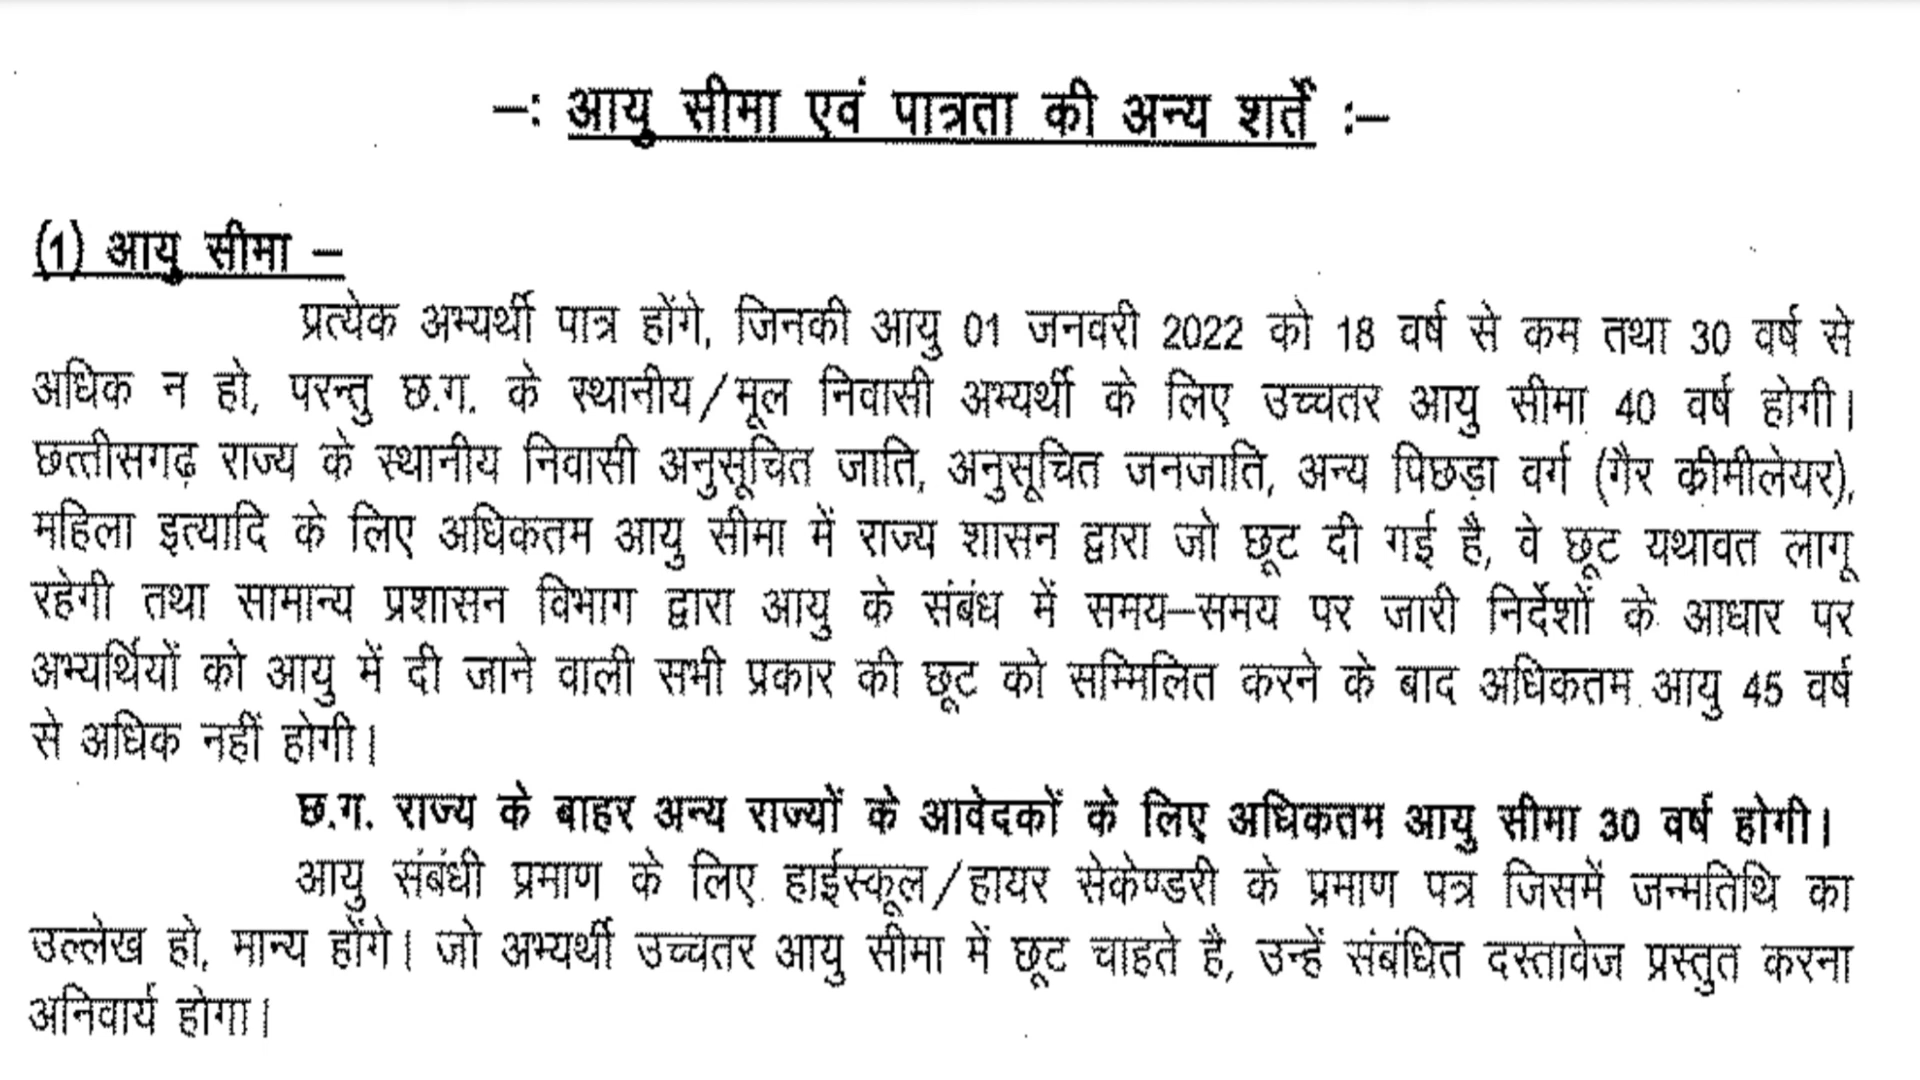 –: आयु सीमा एवं पात्रता की अन्य शर्ते :–
(1) आयु सीमा –
प्रत्येक अभ्यर्थी पात्र होंगे, जिनकी आयु 01 जनवरी 2022 को 18 वर्ष से कम तथा 30 वर्ष से
अधिक न हो, परन्तु छ.ग. के स्थानीय/मूल निवासी अभ्यर्थी के लिए उच्चतर आयु सीमा 40 वर्ष होगी।
छत्तीसगढ़ राज्य के स्थानीय निवासी अनुसूचित जाति, अनुसूचित जनजाति, अन्य पिछड़ा वर्ग (गैर क्रीमीलेयर),
महिला इत्यादि के लिए अधिकतम आयु सीमा में राज्य शासन द्वारा जो छूट दी गई है, वे छूट यथावत लागू
रहेगी तथा सामान्य प्रशासन विभाग द्वारा आयु के संबंध में समय–समय पर जारी निर्देशों के आधार पर
अभ्यर्थियों को आयु में दी जाने वाली सभी प्रकार की छूट को सम्मिलित करने के बाद अधिकतम आयु 45 वर्ष
से अधिक नहीं होगी।
छ.ग. राज्य के बाहर अन्य राज्यों के आवेदकों के लिए अधिकतम आयु सीमा 30 वर्ष होगी।
आयु संबंधी प्रमाण के लिए हाईस्कूल/हायर सेकेण्डरी के प्रमाण पत्र जिसमें जन्मतिथि का
उल्लेख हो, मान्य होंगे। जो अभ्यर्थी उच्चतर आयु सीमा में छूट चाहते है, उन्हें संबंधित दस्तावेज प्रस्तुत करना
अनिवार्य होगा।